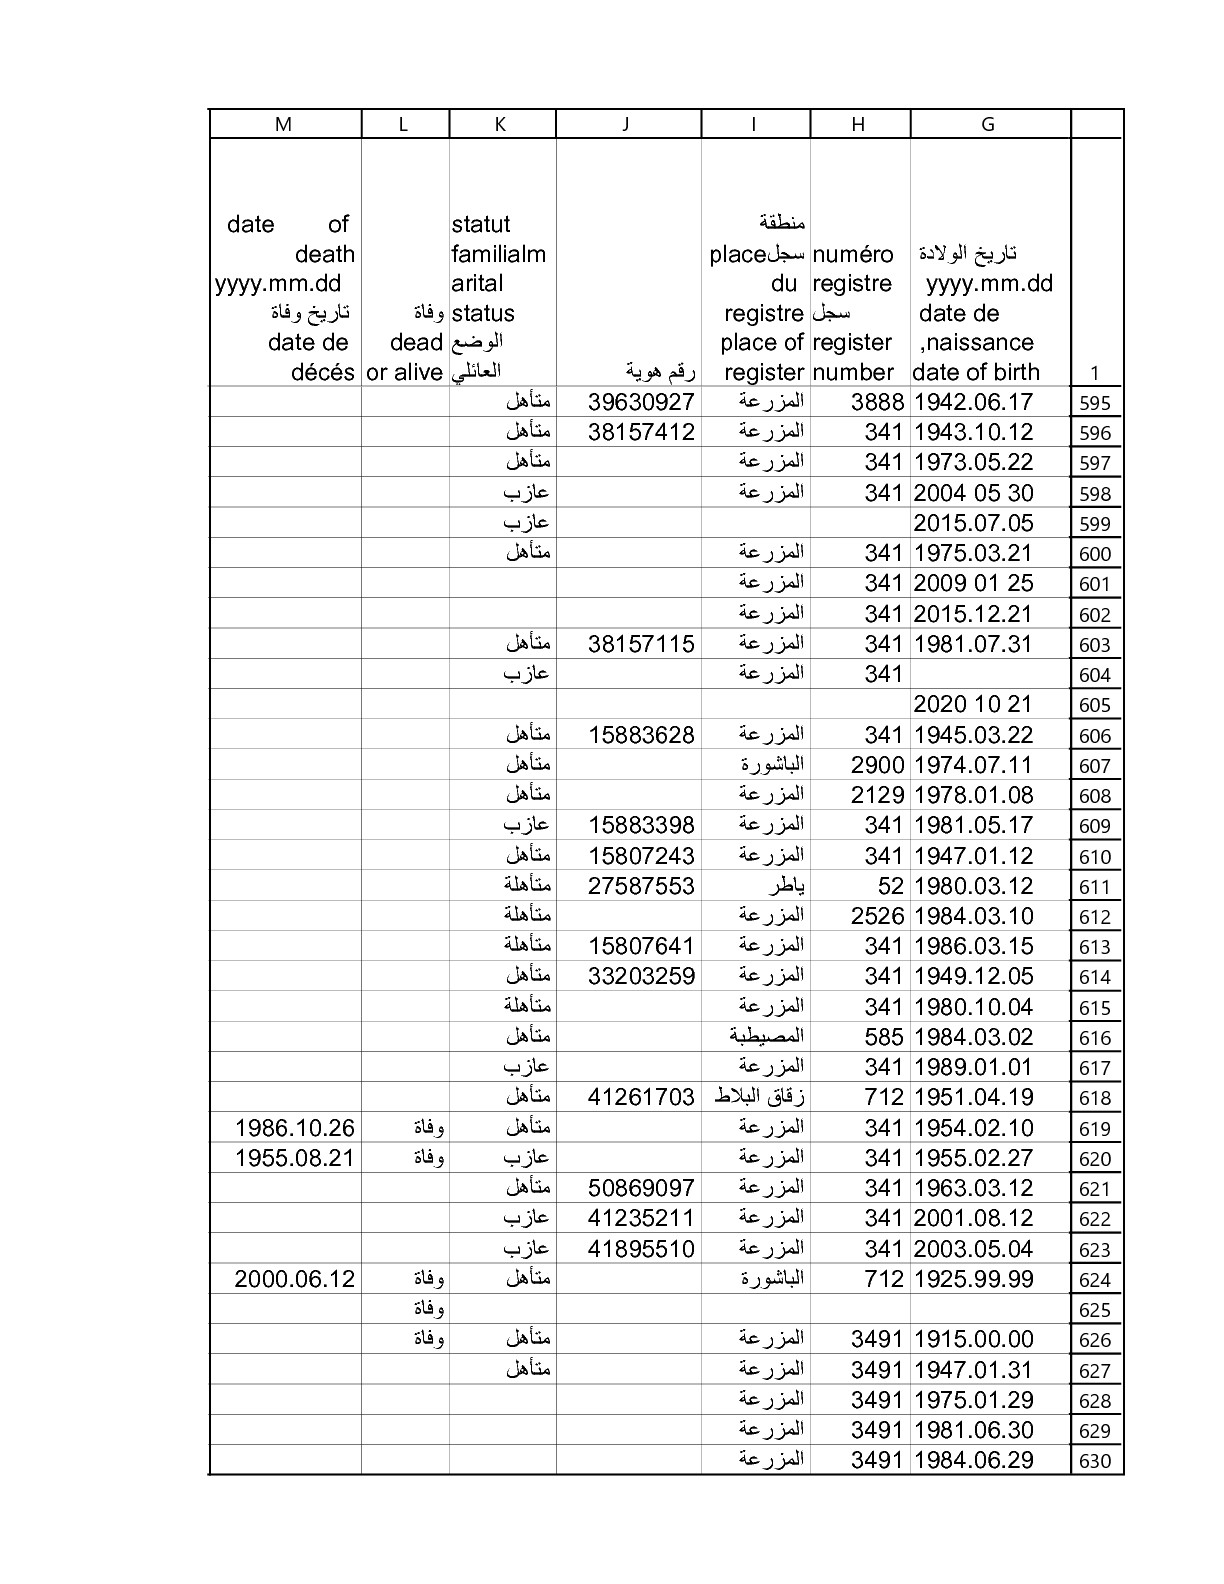 M L K J I H G
date of death yyyy.mm.dd تاريخ وفاة date de décés
وفاة dead or alive
statut familialm arital status الوضع العائلي
رقم هوية
منطقة سجلplace du registre place of register
numéro registre سجل register number
تاريخ الولادة yyyy.mm.dd date de ,naissance date of birth
1
متأهل 39630927 المزرعة 3888 1942.06.17 595
متأهل 38157412 المزرعة 341 1943.10.12 596
متأهل المزرعة 341 1973.05.22 597
عازب المزرعة 341 2004 05 30 598
عازب 2015.07.05 599
متأهل المزرعة 341 1975.03.21 600
المزرعة 341 2009 01 25 601
المزرعة 341 2015.12.21 602
متأهل 38157115 المزرعة 341 1981.07.31 603
عازب المزرعة 341 604
2020 10 21 605
متأهل 15883628 المزرعة 341 1945.03.22 606
متأهل الباشورة 2900 1974.07.11 607
متأهل المزرعة 2129 1978.01.08 608
عازب 15883398 المزرعة 341 1981.05.17 609
متأهل 15807243 المزرعة 341 1947.01.12 610
متأهلة 27587553 ياطر 52 1980.03.12 611
متأهلة المزرعة 2526 1984.03.10 612
متأهلة 15807641 المزرعة 341 1986.03.15 613
متأهل 33203259 المزرعة 341 1949.12.05 614
متأهلة المزرعة 341 1980.10.04 615
متأهل المصيطبة 585 1984.03.02 616
عازب المزرعة 341 1989.01.01 617
متأهل 41261703 زقاق البلاط 712 1951.04.19 618
1986.10.26 وفاة متأهل المزرعة 341 1954.02.10 619
1955.08.21 وفاة عازب المزرعة 341 1955.02.27 620
متأهل 50869097 المزرعة 341 1963.03.12 621
عازب 41235211 المزرعة 341 2001.08.12 622
عازب 41895510 المزرعة 341 2003.05.04 623
2000.06.12 وفاة متأهل الباشورة 712 1925.99.99 624
وفاة 625
وفاة متأهل المزرعة 3491 1915.00.00 626
متأهل المزرعة 3491 1947.01.31 627
المزرعة 3491 1975.01.29 628
المزرعة 3491 1981.06.30 629
المزرعة 3491 1984.06.29 630